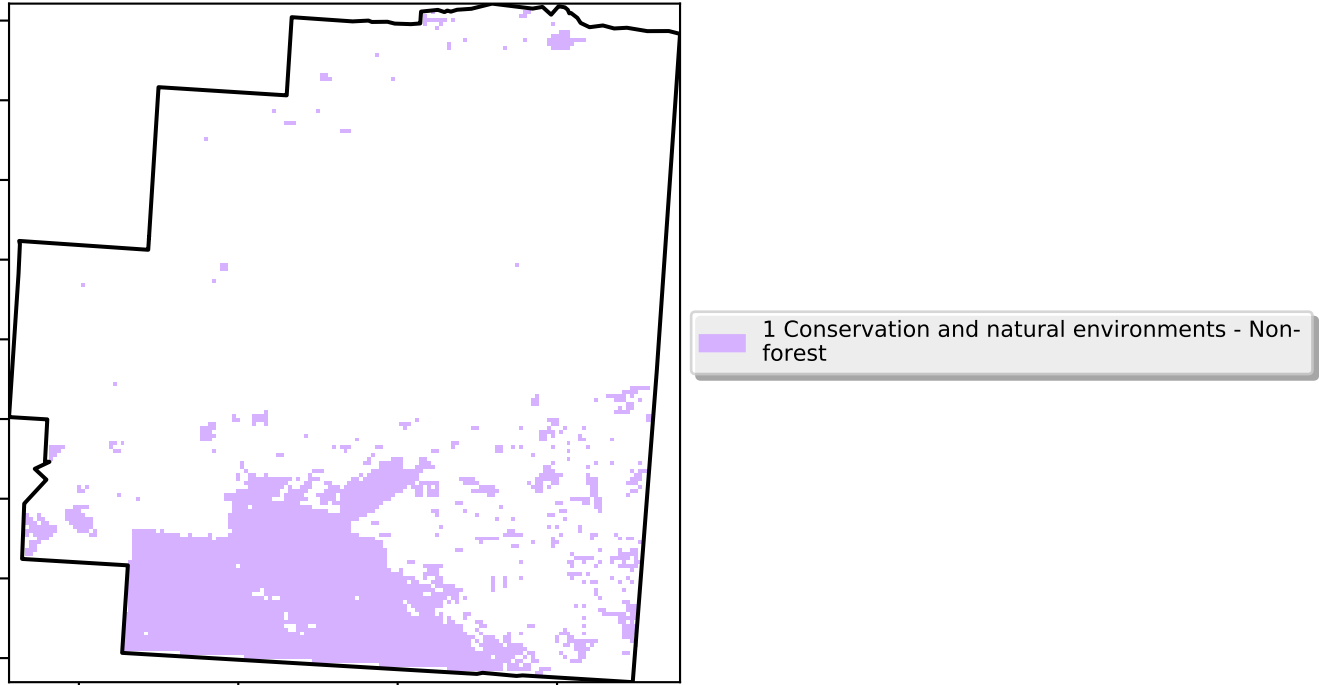 1 Conservation and natural environments - Non-
forest